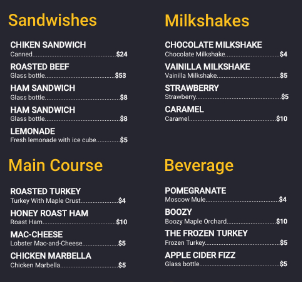 Sandwishes
CHIKEN SANDWICH
Canned $24
ROASTED BEEF
Glass bottle $53
HAM SANDWICH
Glass bottle $8
HAM SANDWICH
Glass bottle $8
LEMONADE
Fresh lemonade with ice cube $5
Milkshakes
CHOCOLATE MILKSHAKE
Chocolate Milkshake $4
VAINILLA MILKSHAKE
Vainilla Milkshake $5
STRAWBERRY
Strawberry $5
CARAMEL
Caramel $10
Main Course
ROASTED TURKEY
Turkey With Maple Crust $4
HONEY ROAST HAM
Roast Ham $10
MAC-CHEESE
Lobster Mac-and-Cheese $5
CHICKEN MARBELLA
Chicken Marbella $5
Beverage
POMEGRANATE
Moscow Mule $4
BOOZY
Boozy Maple Orchard $10
THE FROZEN TURKEY
Frozen Turkey $5
APPLE CIDER FIZZ
Glass bottle $5